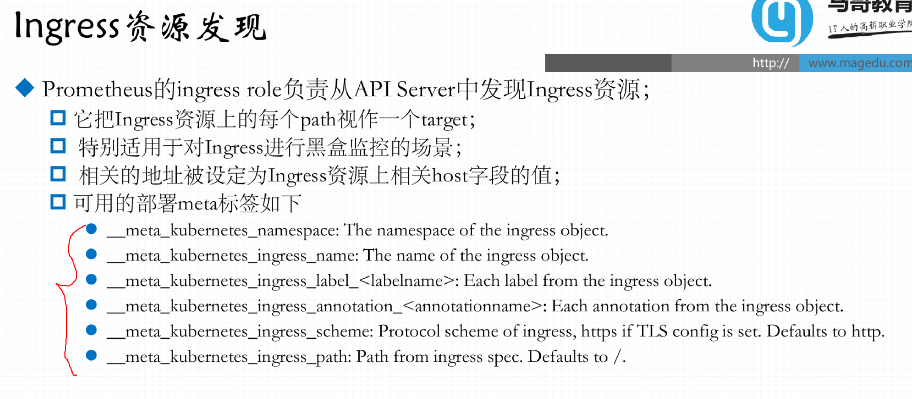 Ingress资源发现
马哥教育
IT人的高薪职业学院
http:// www.magedu.com
Prometheus的ingress role负责从API Server中发现Ingress资源;
它把Ingress资源上的每个path视作一个target;
特别适用于对Ingress进行黑盒监控的场景;
相关的地址被设定为Ingress资源上相关host字段的值;
可用的部署meta标签如下
__meta_kubernetes_namespace: The namespace of the ingress object.
__meta_kubernetes_ingress_name: The name of the ingress object.
__meta_kubernetes_ingress_label_<labelname>: Each label from the ingress object.
__meta_kubernetes_ingress_annotation_<annotationname>: Each annotation from the ingress object.
__meta_kubernetes_ingress_scheme: Protocol scheme of ingress, https if TLS config is set. Defaults to http.
__meta_kubernetes_ingress_path: Path from ingress spec. Defaults to /.